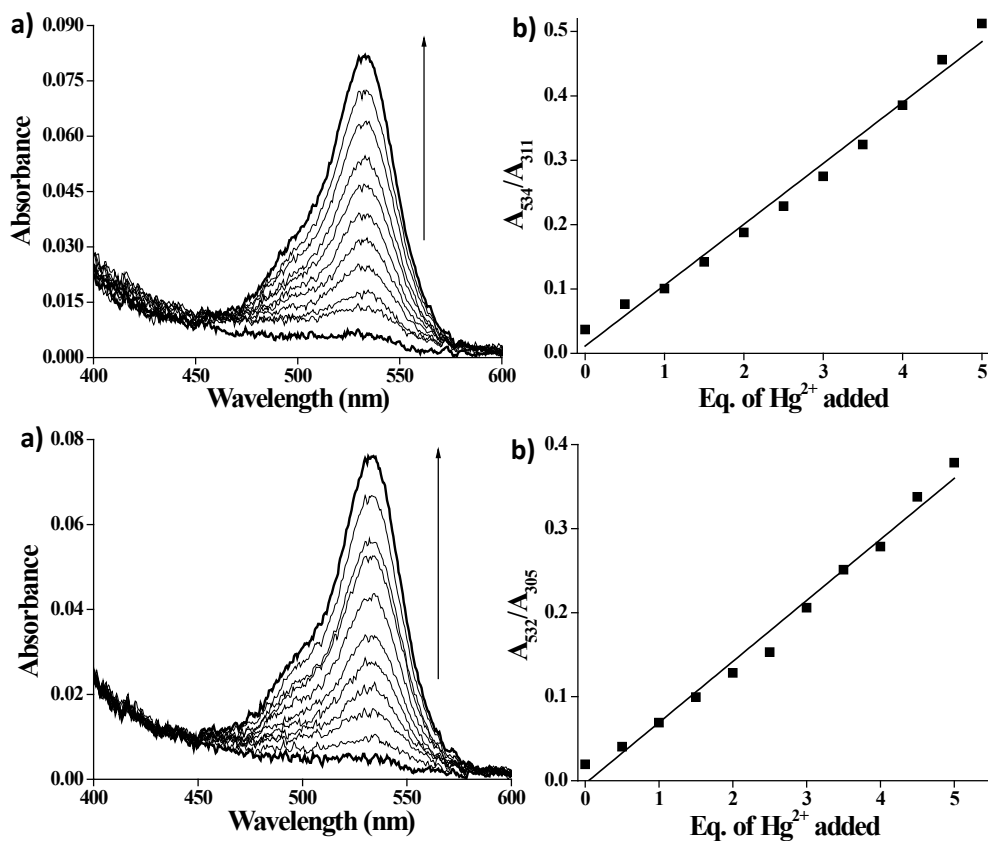 a)
0.090
0.075
0.060
0.045
0.030
0.015
0.000
Absorbance
400 450 500 550 600
Wavelength (nm)
b)
0.5
0.4
0.3
0.2
0.1
0.0
A534/A311
0 1 2 3 4 5
Eq. of Hg2+ added
a)
0.08
0.06
0.04
0.02
0.00
Absorbance
400 450 500 550 600
Wavelength (nm)
b)
0.4
0.3
0.2
0.1
0.0
A532/A305
0 1 2 3 4 5
Eq. of Hg2+ added